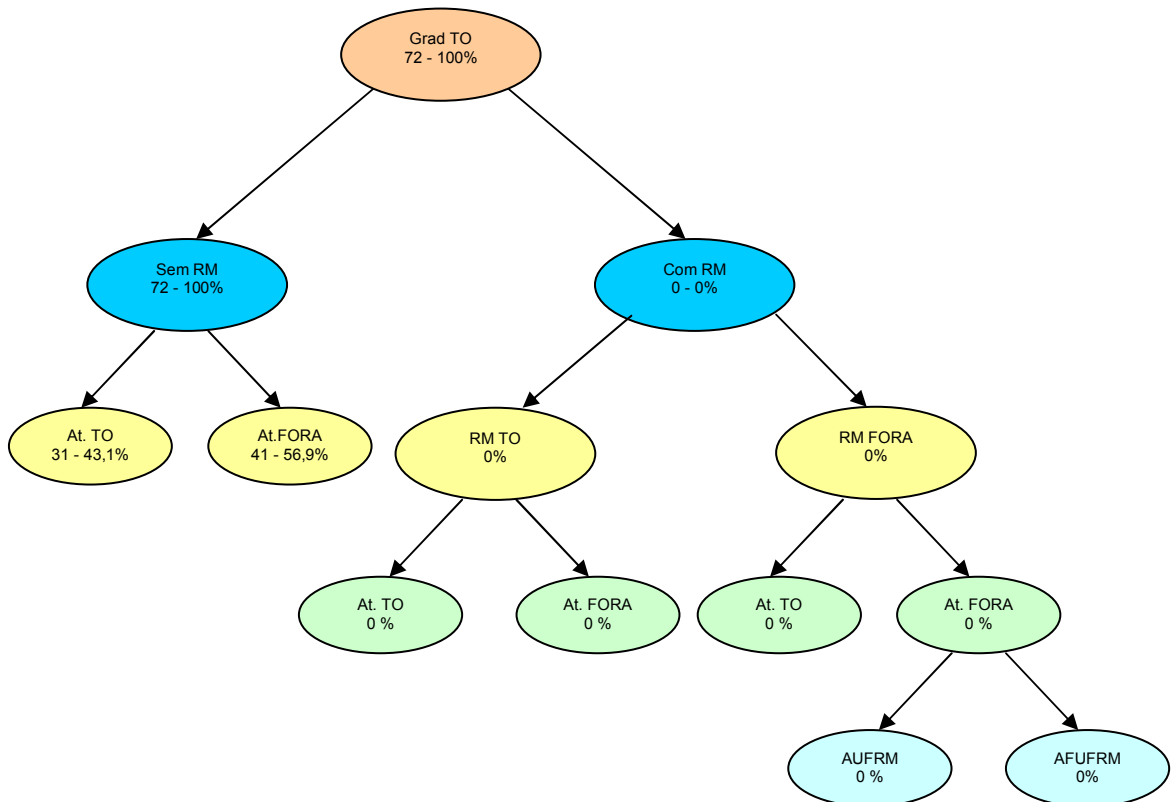 Grad TO
72 - 100%
Sem RM
72 - 100%
Com RM
0 - 0%
At. TO
31 - 43,1%
At.FORA
41 - 56,9%
RM TO
0%
RM FORA
0%
At. TO
0 %
At. FORA
0 %
At. TO
0 %
At. FORA
0 %
AUFRM
0 %
AFUFRM
0%